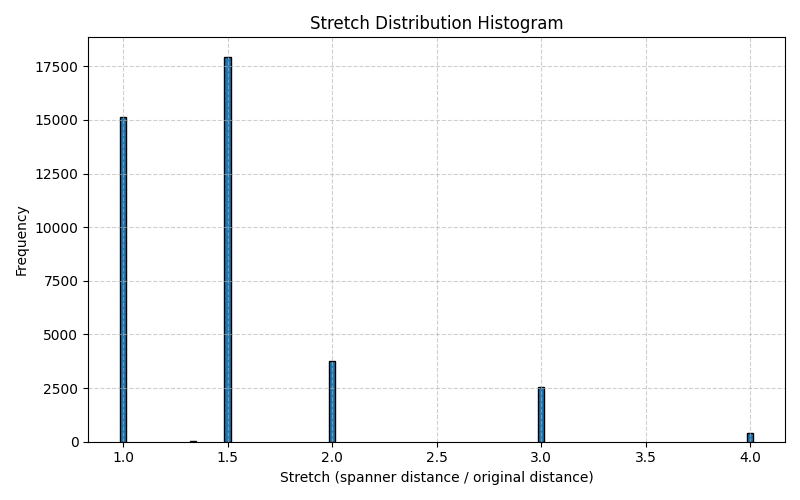 Stretch Distribution Histogram
17500
15000
12500
10000
7500
5000
2500
0
Frequency
1.0 1.5 2.0 2.5 3.0 3.5 4.0
Stretch (spanner distance / original distance)